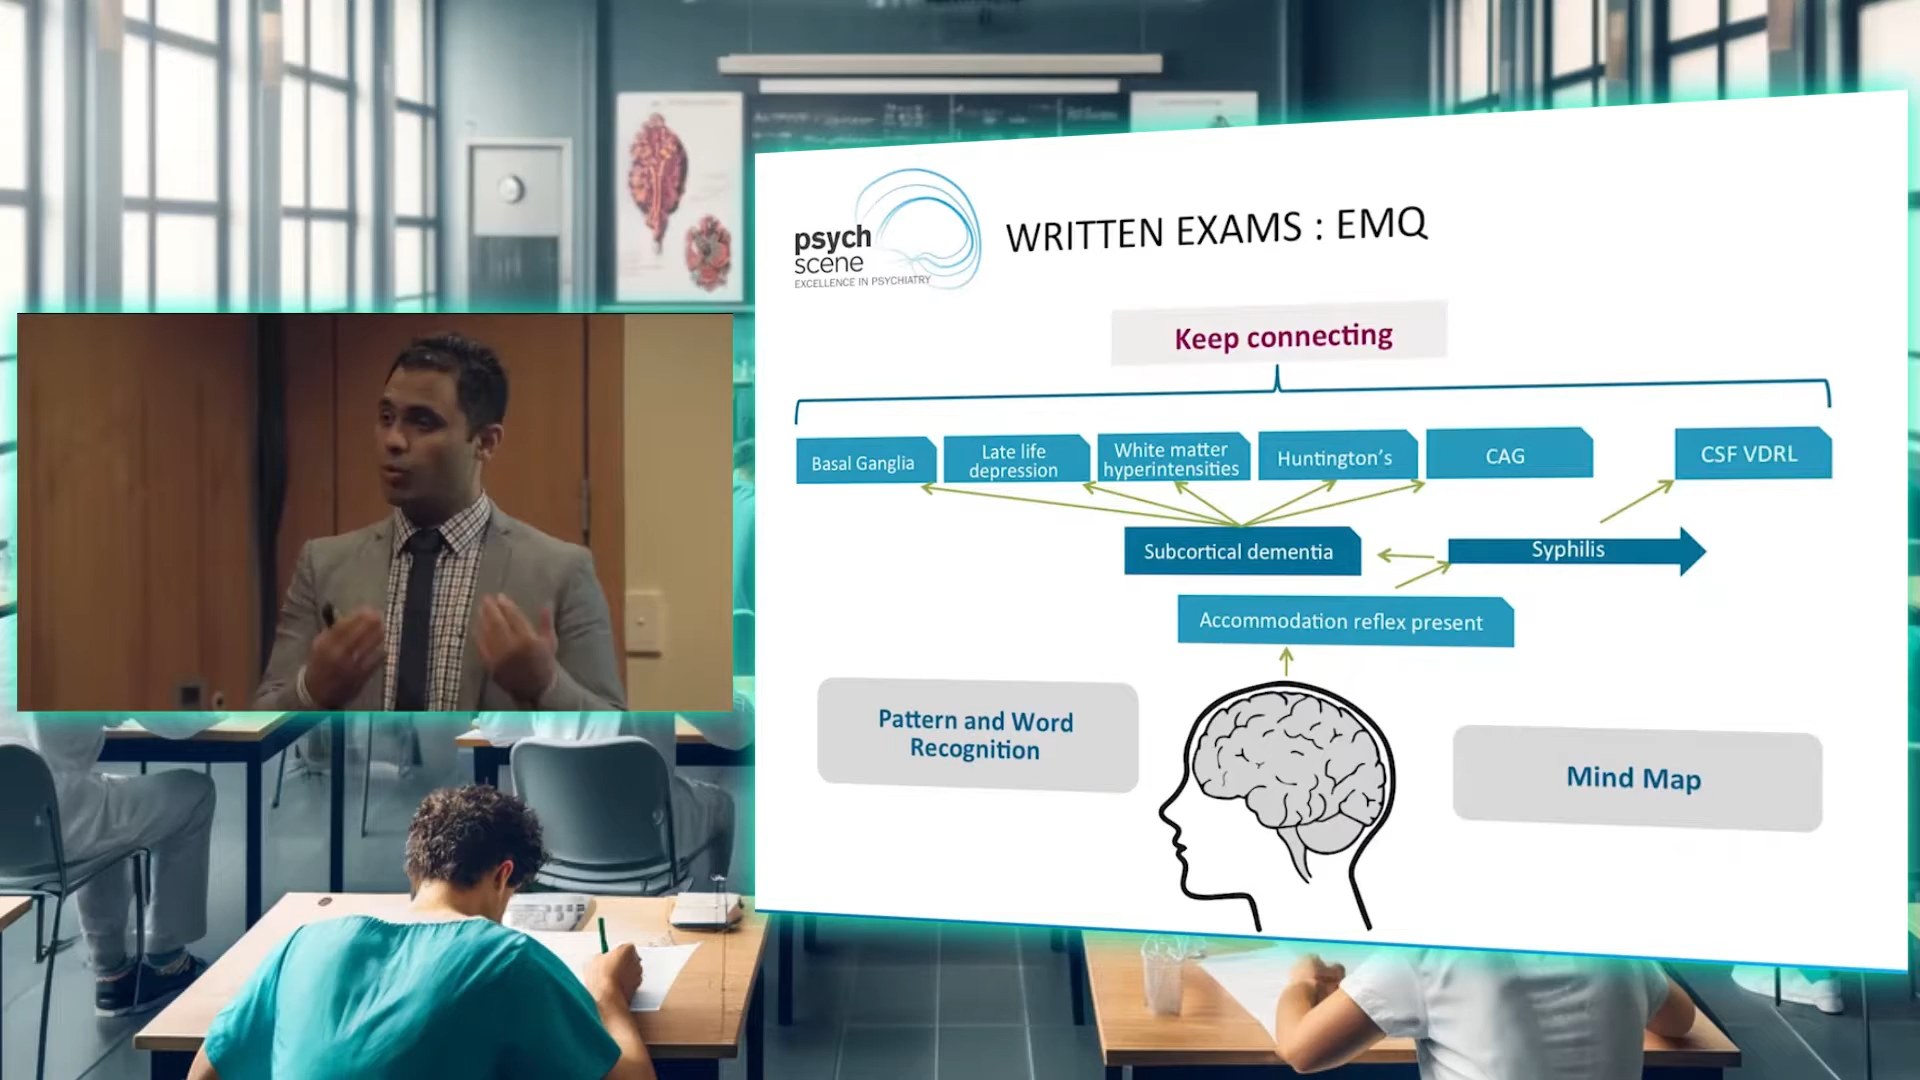 psych
scene
EXCELLENCE IN PSYCHIATRY
WRITTEN EXAMS : EMQ
Keep connecting
Basal Ganglia
Late life
depression
White matter
hyperintensities
Huntington's
CAG
CSF VDRL
Subcortical dementia
Syphilis
Accommodation reflex present
Pattern and Word
Recognition
Mind Map